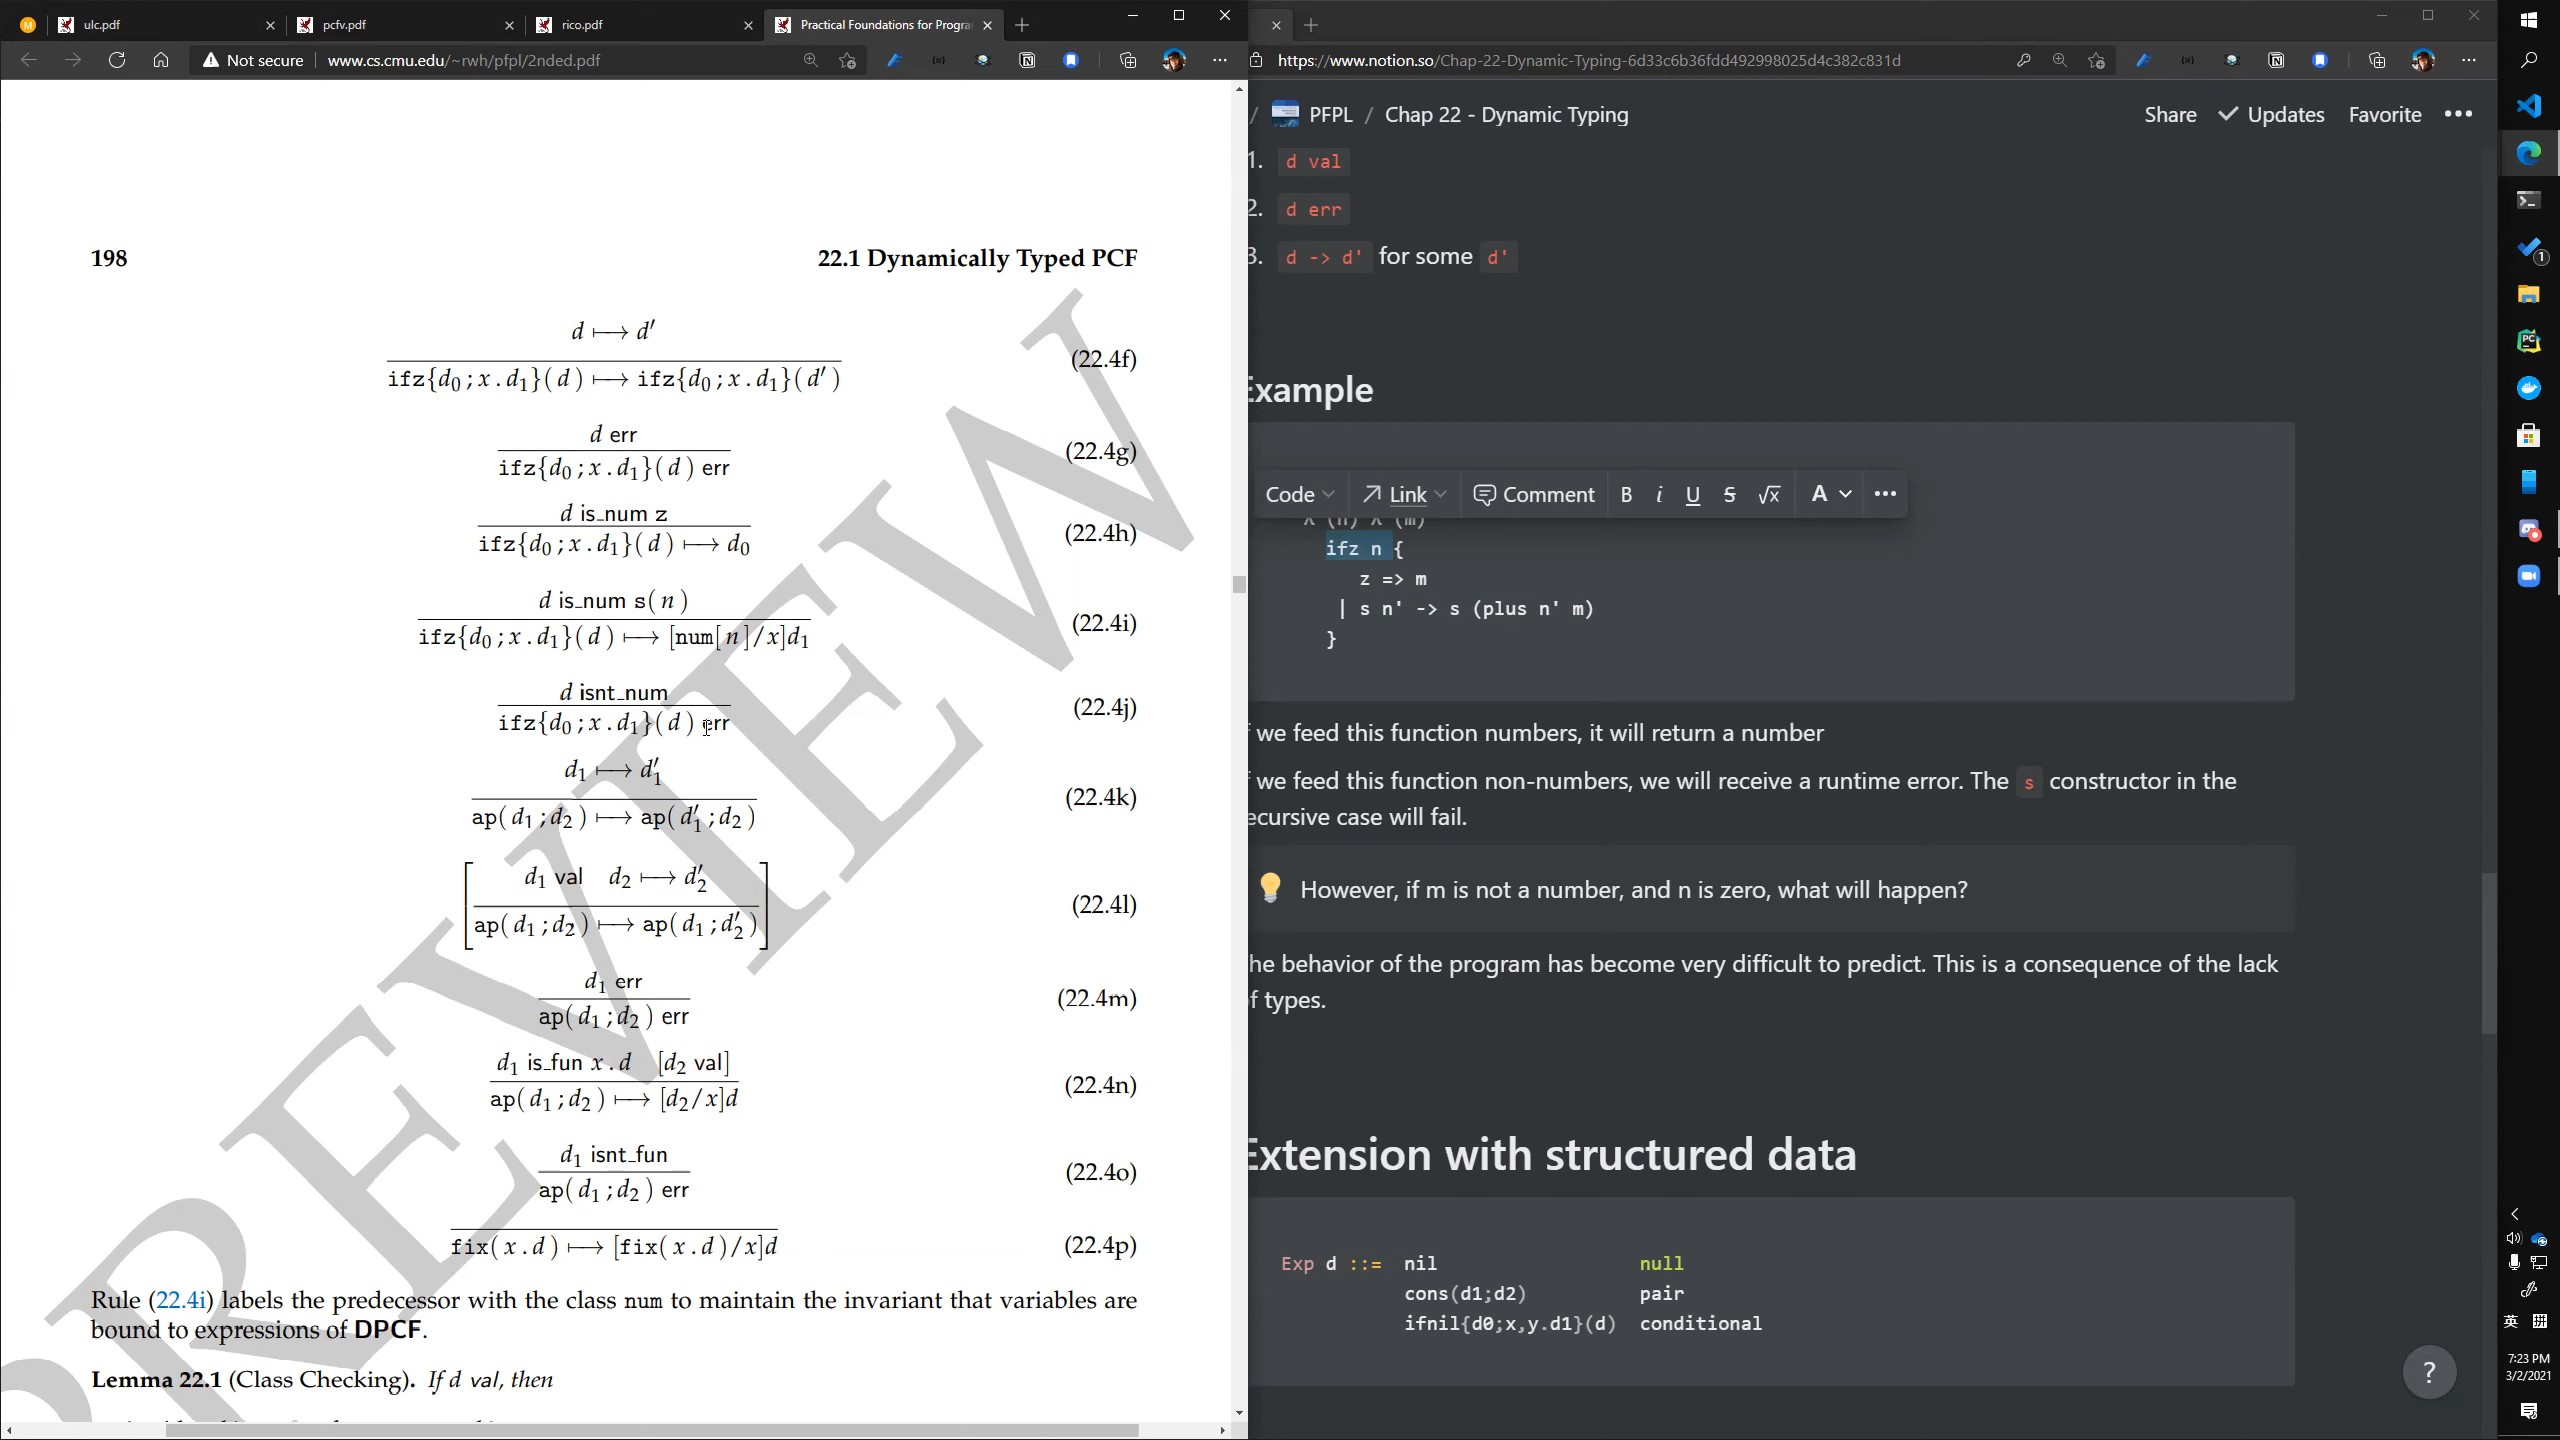 ulc.pdf
pcfv.pdf
rico.pdf
Practical Foundations for Progra
Not secure
www.cs.cmu.edu/~rwh/pfpl/2nded.pdf
198
22.1 Dynamically Typed PCF
d ⟼ d′
ifz{d0;x.d1}(d) ⟼ ifz{d0;x.d1}(d′)
(22.4f)
d err
ifz{d0;x.d1}(d) err
(22.4g)
d is_num z
ifz{d0;x.d1}(d) ⟼ d0
(22.4h)
d is_num s(n)
ifz{d0;x.d1}(d) ⟼ [num[n]/x]d1
(22.4i)
d isnt_num
ifz{d0;x.d1}(d) err
(22.4j)
d1 ⟼ d′1
ap(d1;d2) ⟼ ap(d′1;d2)
(22.4k)
d1 val d2 ⟼ d′2
ap(d1;d2) ⟼ ap(d1;d′2)
(22.4l)
d1 err
ap(d1;d2) err
(22.4m)
d1 is_fun x.d [d2 val]
ap(d1;d2) ⟼ [d2/x]d
(22.4n)
d1 isnt_fun
ap(d1;d2) err
(22.4o)
fix(x.d) ⟼ [fix(x.d)/x]d
(22.4p)
Rule (22.4i) labels the predecessor with the class num to maintain the invariant that variables are
bound to expressions of DPCF.
Lemma 22.1 (Class Checking). If d val, then
PREVIEW
https://www.notion.so/Chap-22-Dynamic-Typing-6d33c6b36fdd492998025d4c382c831d
/ PFPL / Chap 22 - Dynamic Typing
Share
Updates
Favorite
1. d val
2. d err
3. d -> d' for some d'
Example
Code
Link
Comment
B i U S √x A
λ (n) λ (m)
ifz n {
z => m
| s n' -> s (plus n' m)
}
f we feed this function numbers, it will return a number
f we feed this function non-numbers, we will receive a runtime error. The s constructor in the
ecursive case will fail.
However, if m is not a number, and n is zero, what will happen?
he behavior of the program has become very difficult to predict. This is a consequence of the lack
f types.
Extension with structured data
Exp d ::= nil null
cons(d1;d2) pair
ifnil{d0;x,y.d1}(d) conditional
?
1
英
拼
7:23 PM
3/2/2021